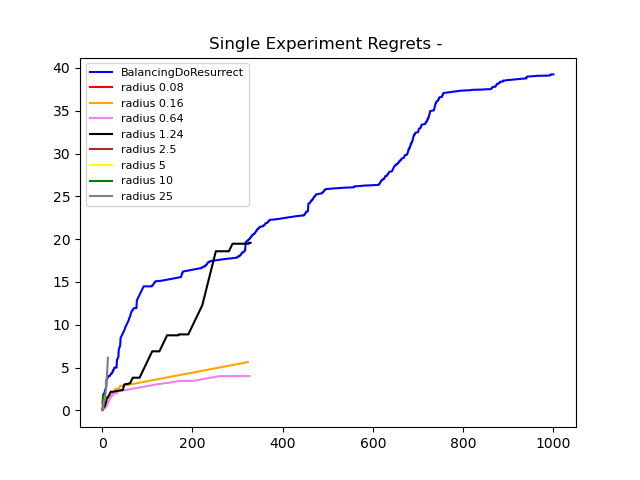 Single Experiment Regrets -
BalancingDoResurrect
radius 0.08
radius 0.16
radius 0.64
radius 1.24
radius 2.5
radius 5
radius 10
radius 25
40
35
30
25
20
15
10
5
0
0 200 400 600 800 1000